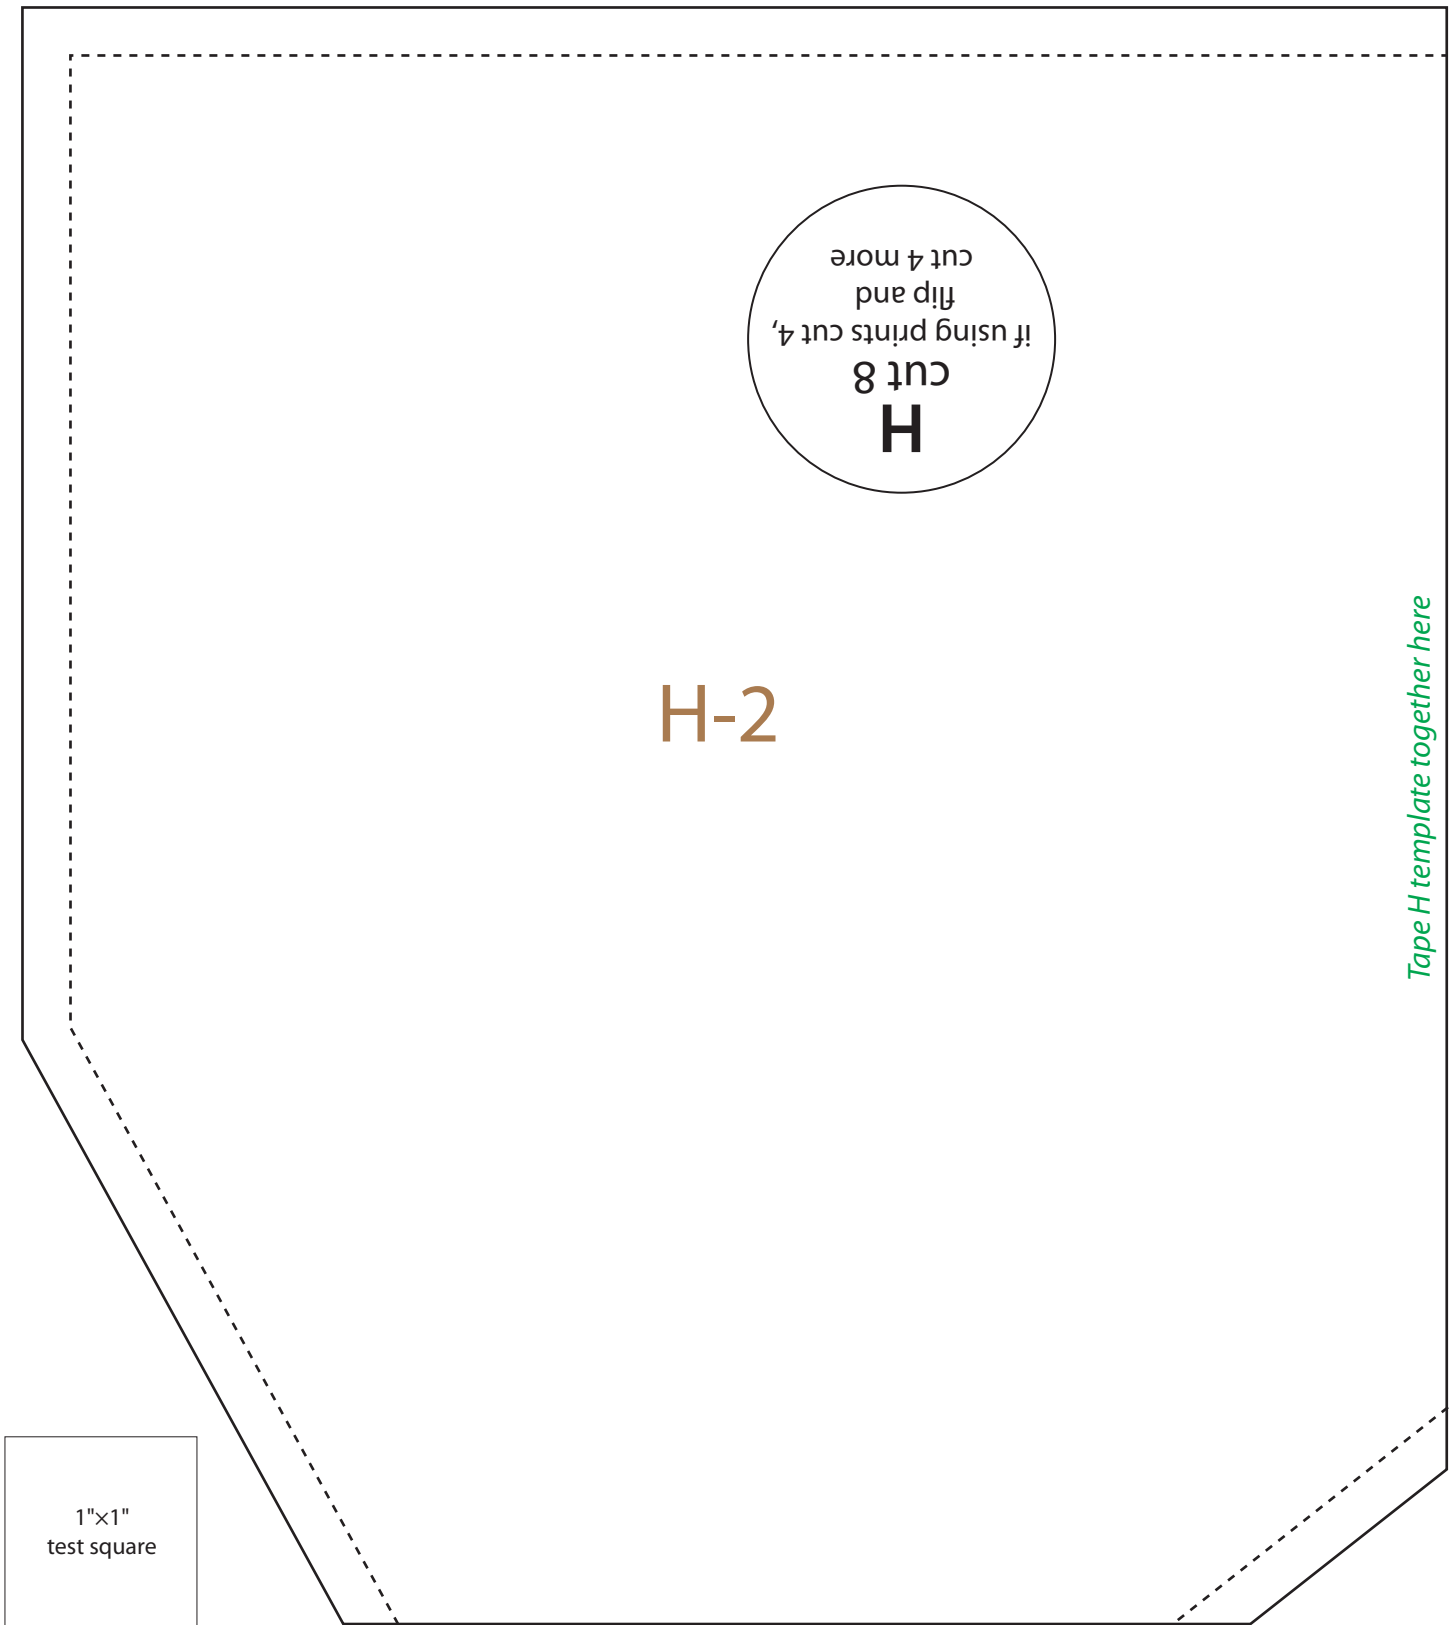 H
cut 8
if using prints cut 4,
flip and
cut 4 more
H-2
Tape H template together here
1"×1"
test square